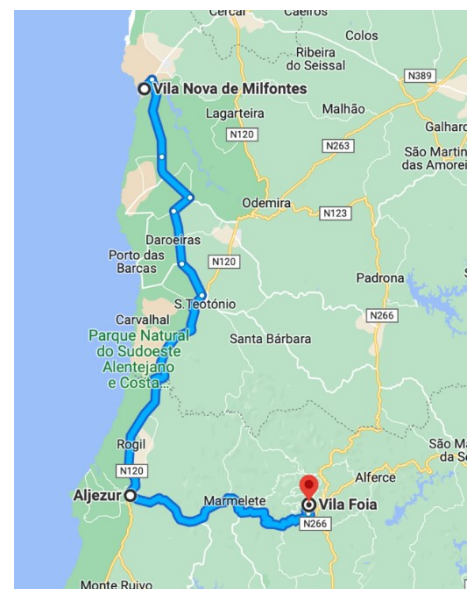 Cercal
Caeiros
Colos
Ribeira
do Seissal
N389
Vila Nova de Milfontes
Lagarteira
Malhão
N120
Galhard
N263
São Martin
das Amorei
Odemira
N123
Daroeiras
Porto das
Barcas
N120
Padrona
S. Teotónio
N266
Carvalhal
Parque Natural
do Sudoeste
Alentejano
e Costa...
Santa Bárbara
Rogil
São Ma
da Se
N120
Alferce
Aljezur
Marmelete
Vila Foia
N266
Monte Ruivo